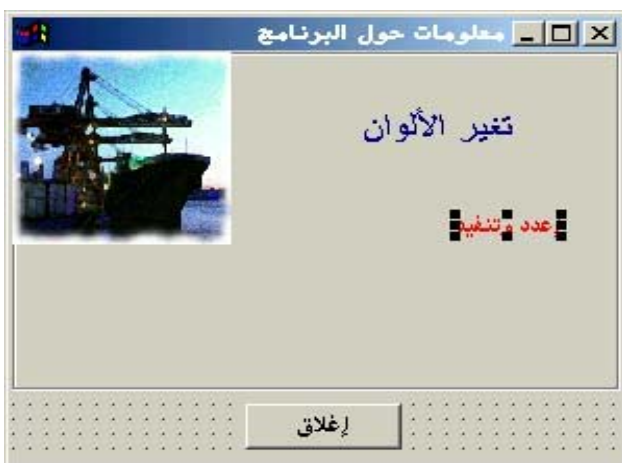 معلومات حول البرنامج
تغير الألوان
إعدد وتنفيذ
إغلاق